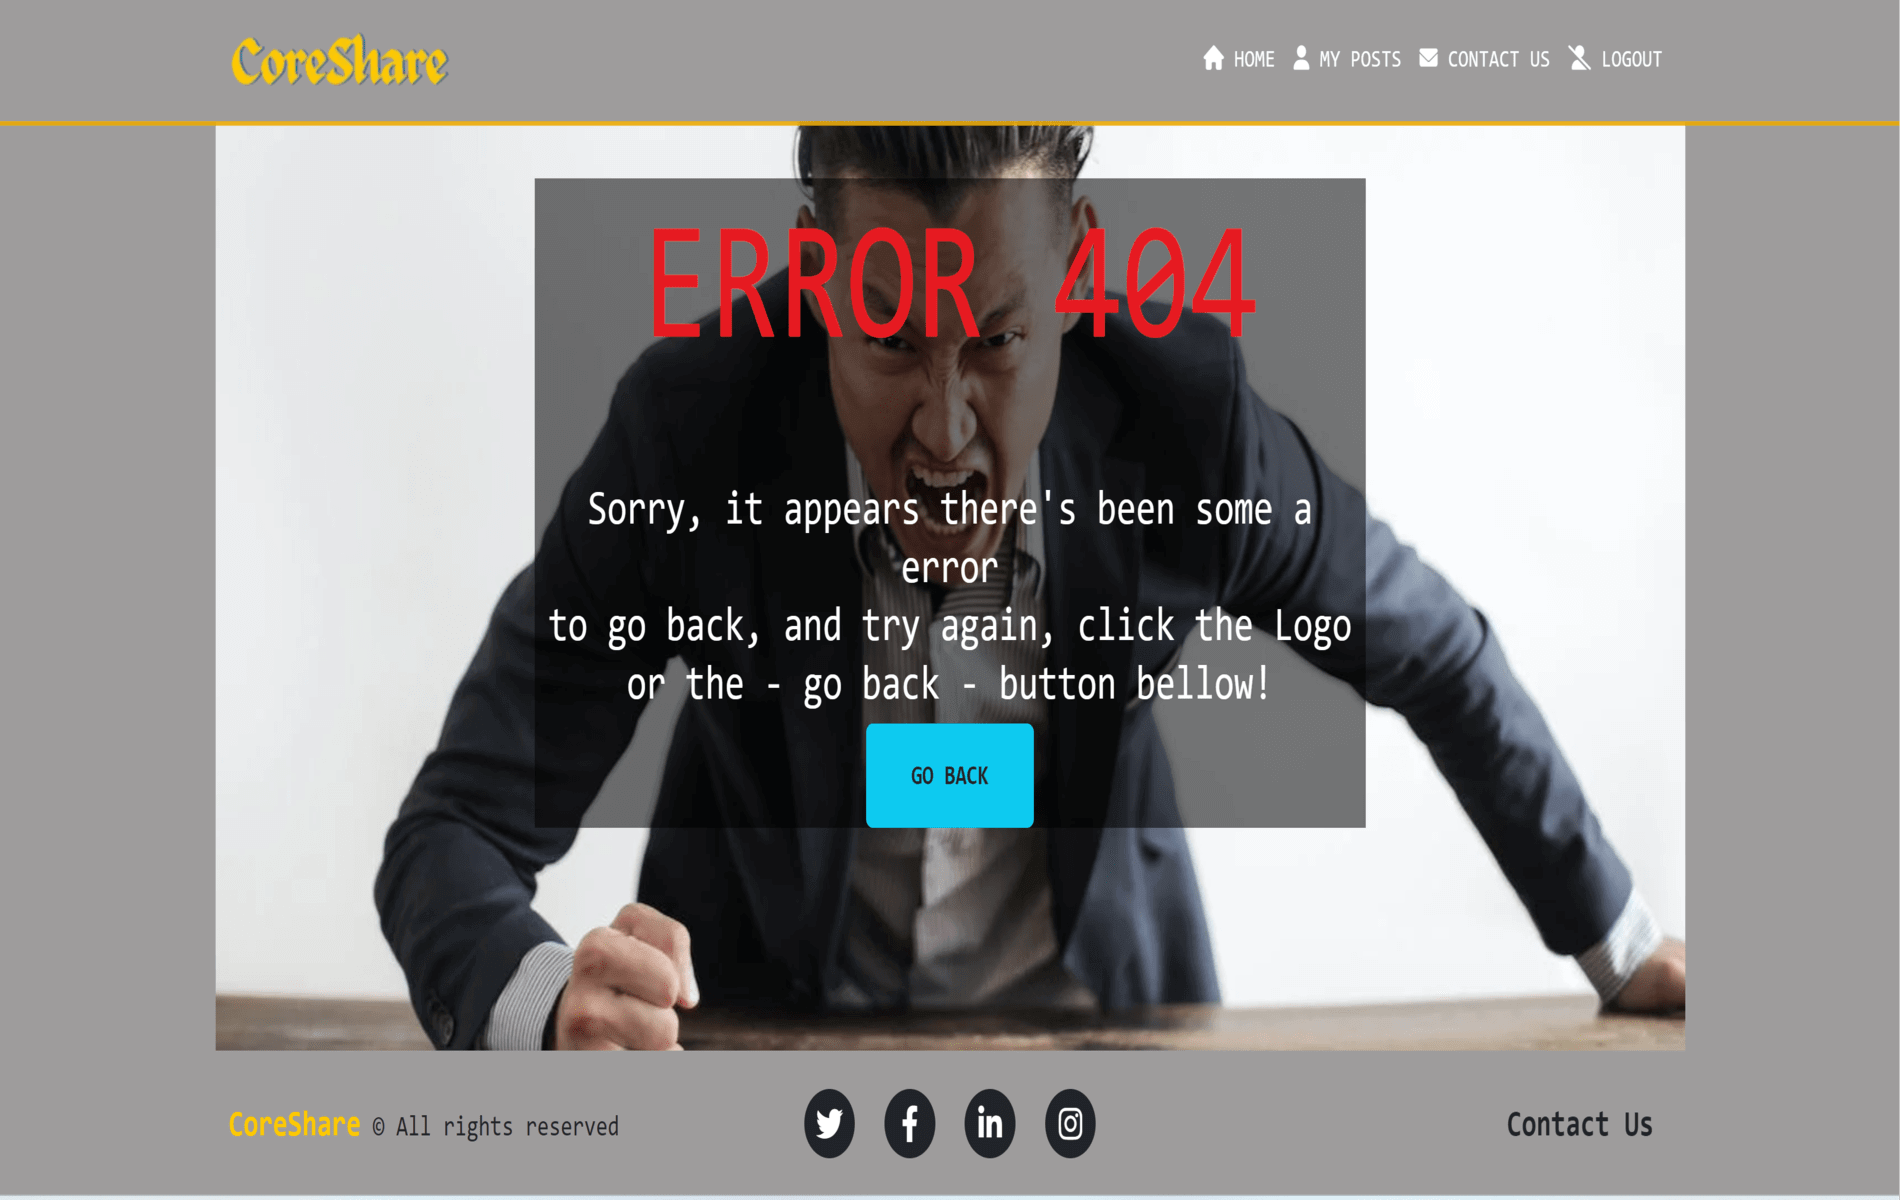 CoreShare
HOME MY POSTS CONTACT US LOGOUT
ERROR 404
Sorry, it appears there's been some a
error
to go back, and try again, click the Logo
or the - go back - button bellow!
GO BACK
CoreShare © All rights reserved
Contact Us